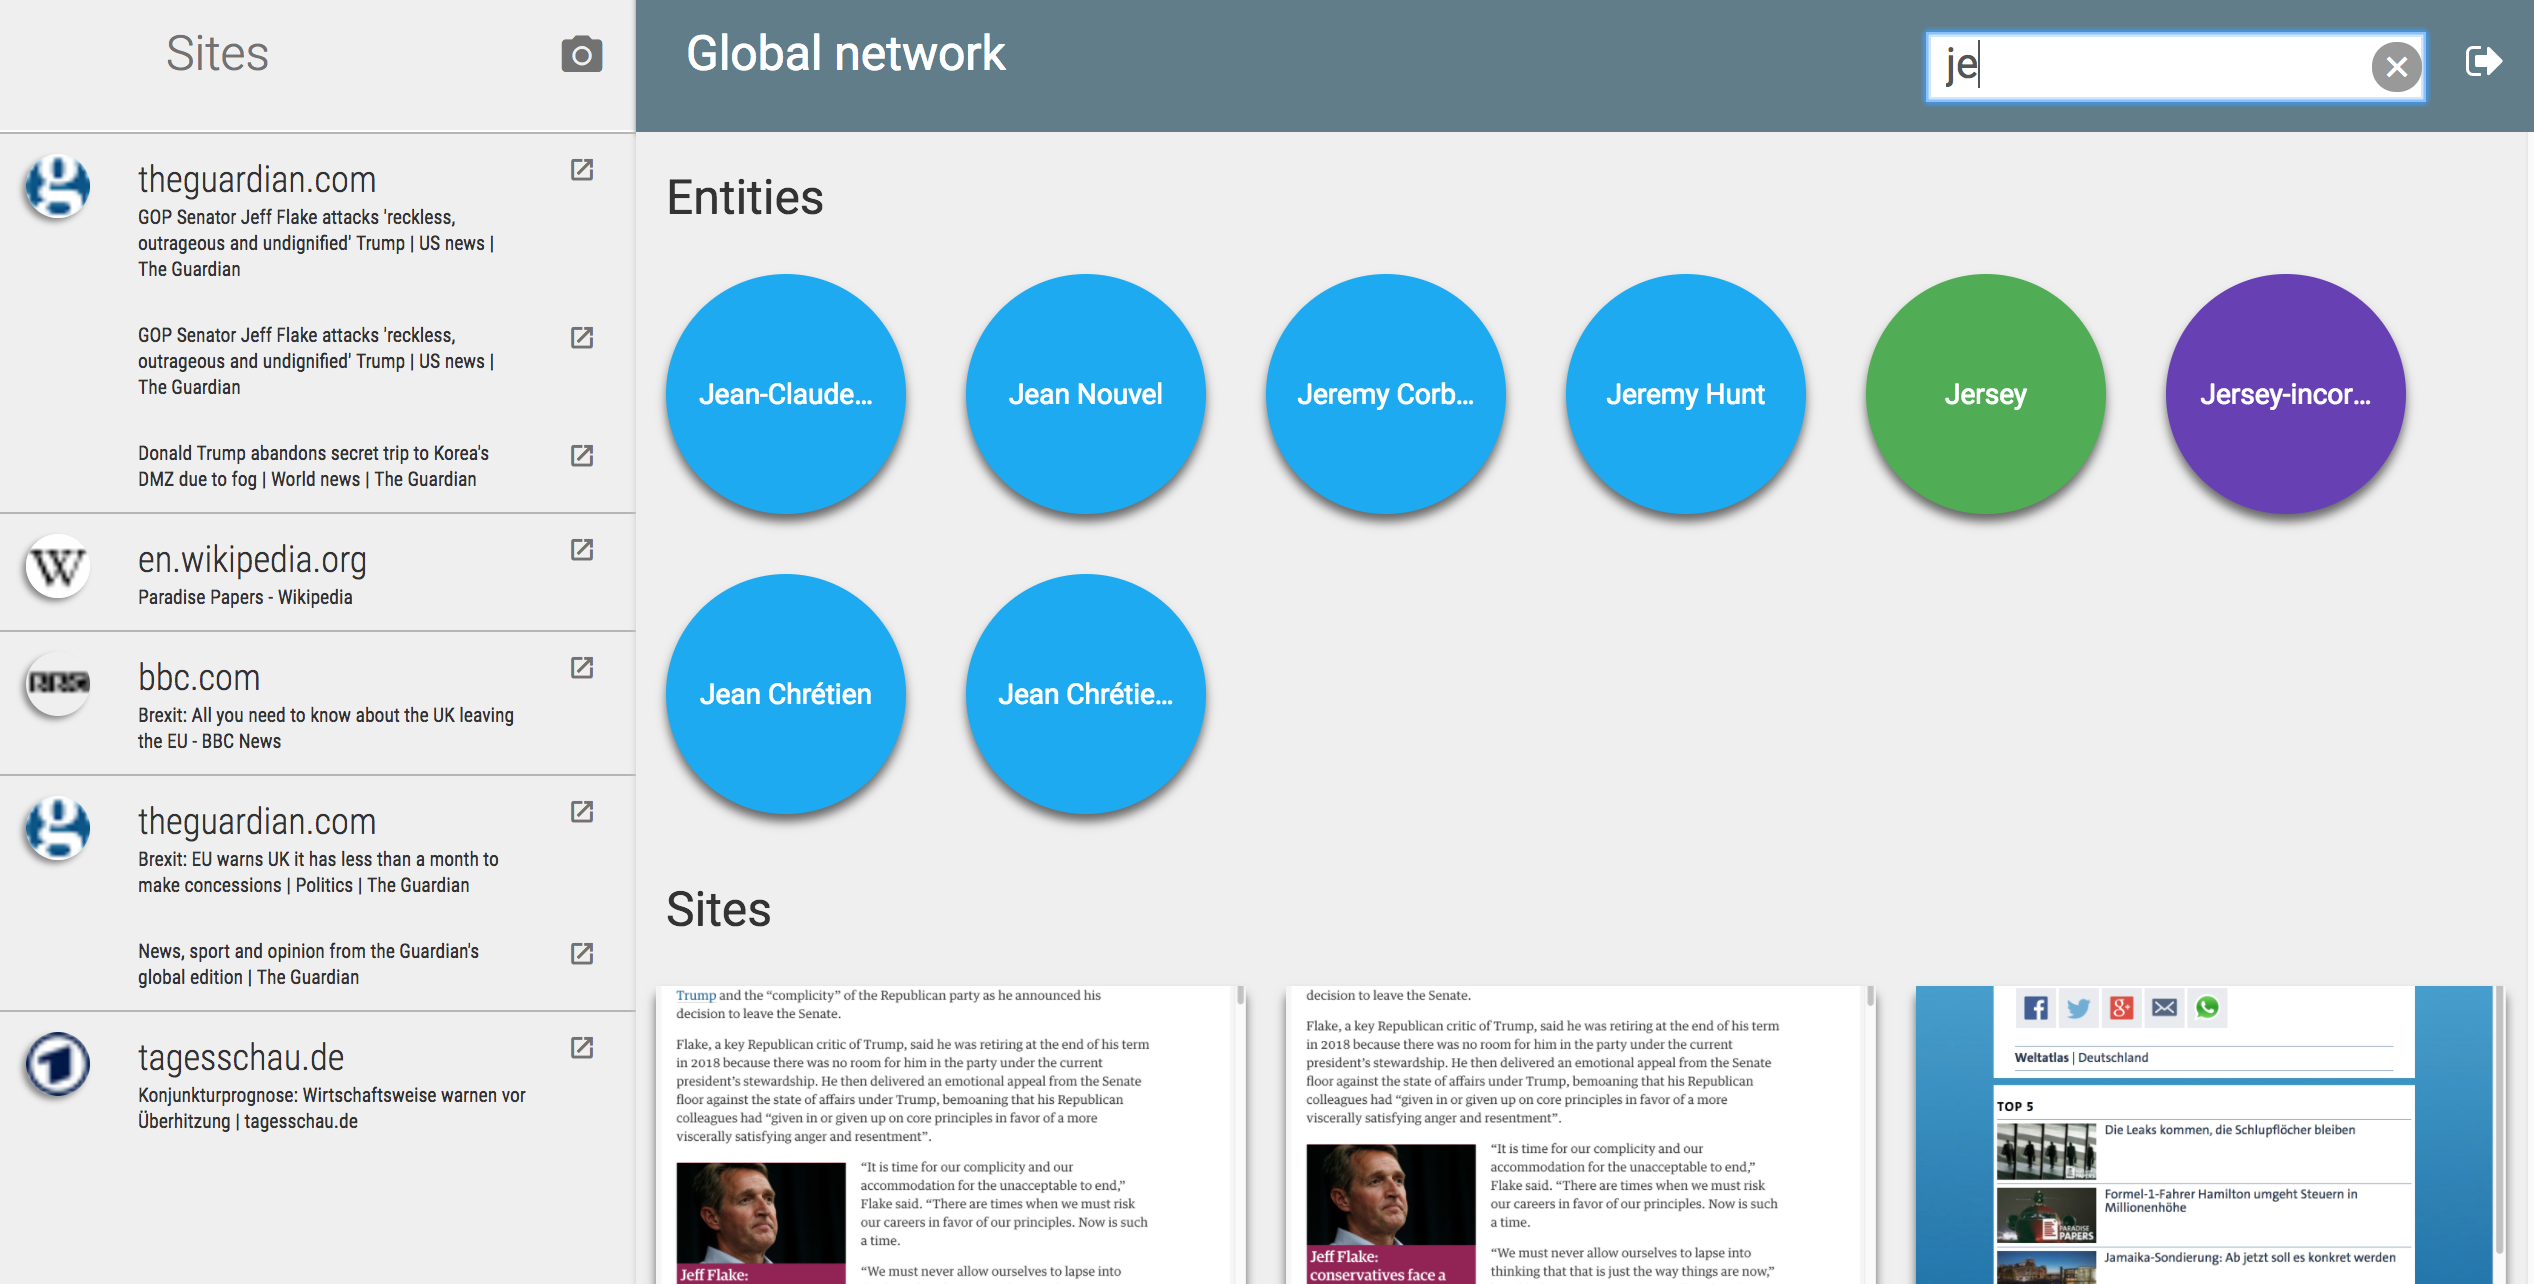 Sites
Global network
je
theguardian.com
GOP Senator Jeff Flake attacks 'reckless,
outrageous and undignified' Trump | US news |
The Guardian
GOP Senator Jeff Flake attacks 'reckless,
outrageous and undignified' Trump | US news |
The Guardian
Donald Trump abandons secret trip to Korea's
DMZ due to fog | World news | The Guardian
en.wikipedia.org
Paradise Papers - Wikipedia
bbc.com
Brexit: All you need to know about the UK leaving
the EU - BBC News
theguardian.com
Brexit: EU warns UK it has less than a month to
make concessions | Politics | The Guardian
News, sport and opinion from the Guardian's
global edition | The Guardian
tagesschau.de
Konjunkturprognose: Wirtschaftsweise warnen vor
Überhitzung | tagesschau.de
Entities
Jean-Claude...
Jean Nouvel
Jeremy Corb...
Jeremy Hunt
Jersey
Jersey-incor...
Jean Chrétien
Jean Chrétie...
Sites
Trump and the “complicity” of the Republican party as he announced his
decision to leave the Senate.
Flake, a key Republican critic of Trump, said he was retiring at the end of his term
in 2018 because there was no room for him in the party under the current
president’s stewardship. He then delivered an emotional appeal from the Senate
floor against the state of affairs under Trump, bemoaning that his Republican
colleagues had “given in or given up on core principles in favor of a more
viscerally satisfying anger and resentment”.
“It is time for our complicity and our
accommodation for the unacceptable to end,”
Flake said. “There are times when we must risk
our careers in favor of our principles. Now is such
a time.
“We must never allow ourselves to lapse into
Jeff Flake:
decision to leave the Senate.
Flake, a key Republican critic of Trump, said he was retiring at the end of his term
in 2018 because there was no room for him in the party under the current
president’s stewardship. He then delivered an emotional appeal from the Senate
floor against the state of affairs under Trump, bemoaning that his Republican
colleagues had “given in or given up on core principles in favor of a more
viscerally satisfying anger and resentment”.
“It is time for our complicity and our
accommodation for the unacceptable to end,”
Flake said. “There are times when we must risk
our careers in favor of our principles. Now is such
a time.
“We must never allow ourselves to lapse into
thinking that that is just the way things are now,”
Jeff Flake:
conservatives face a
Weltatlas | Deutschland
TOP 5
Die Leaks kommen, die Schlupflöcher bleiben
Formel-1-Fahrer Hamilton umgeht Steuern in
Millionenhöhe
PARADISE
PAPERS
Jamaika-Sondierung: Ab jetzt soll es konkret werden